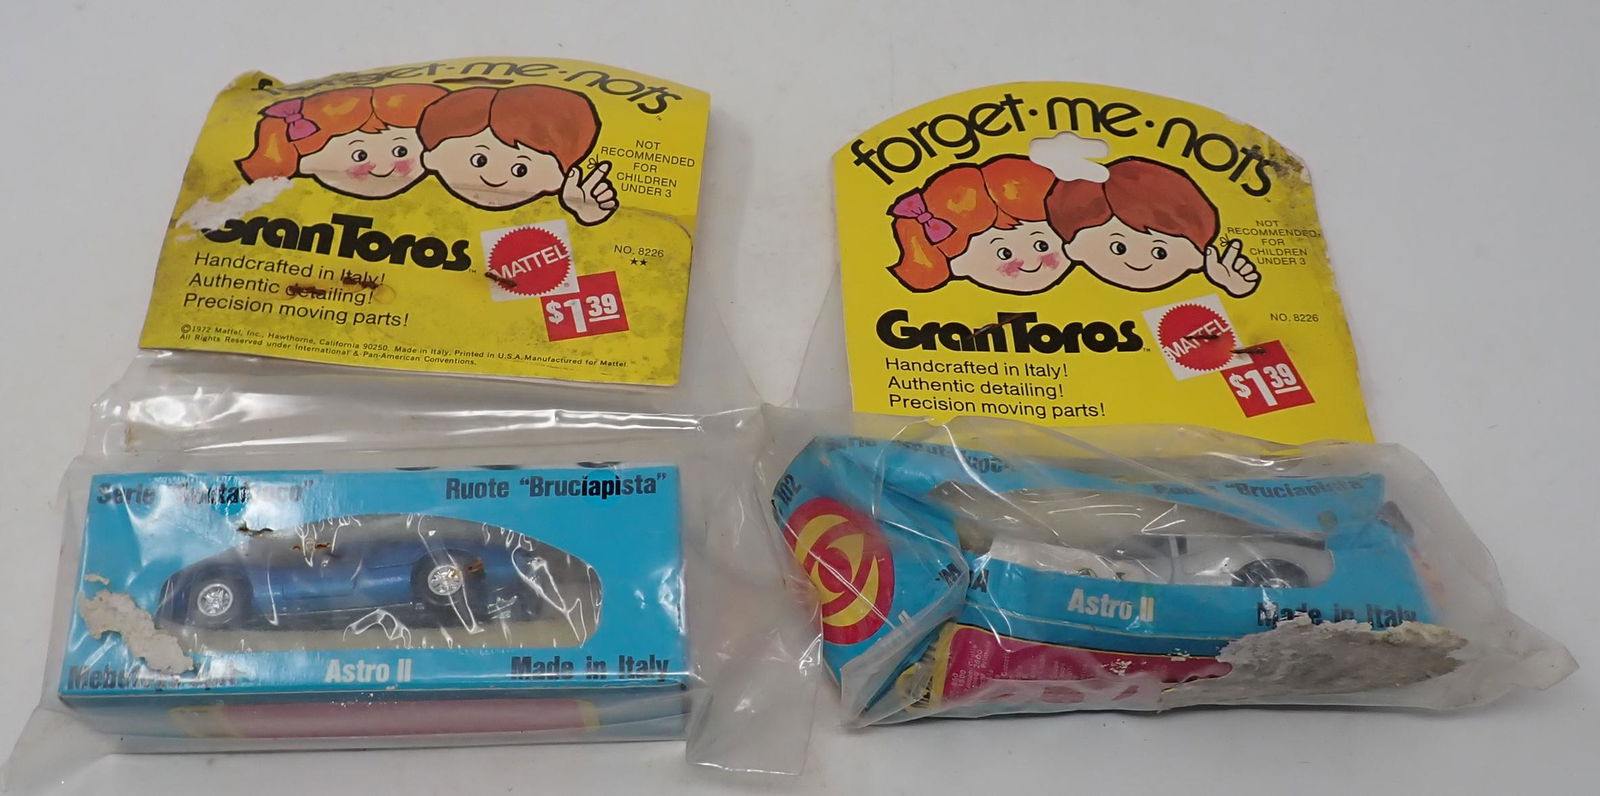 forget·me·nots
NOT
RECOMMENDED
FOR
CHILDREN
UNDER 3
GranToros™
MATTEL
NO. 8226
★★
Handcrafted in Italy!
Authentic detailing!
Precision moving parts!
$1 39
©1972 Mattel, Inc., Hawthorne, California 90250. Made in Italy. Printed in U.S.A. Manufactured for Mattel.
All Rights Reserved under International & Pan-American Conventions.
Serie
Ruote "Bruciapista"
Astro II
Made in Italy
forget·me·nots
NOT
RECOMMENDED
FOR
CHILDREN
UNDER 3
GranToros™
MATTEL
NO. 8226
Handcrafted in Italy!
Authentic detailing!
Precision moving parts!
$1 39
"Bruciapista"
Astro II
Made in Italy